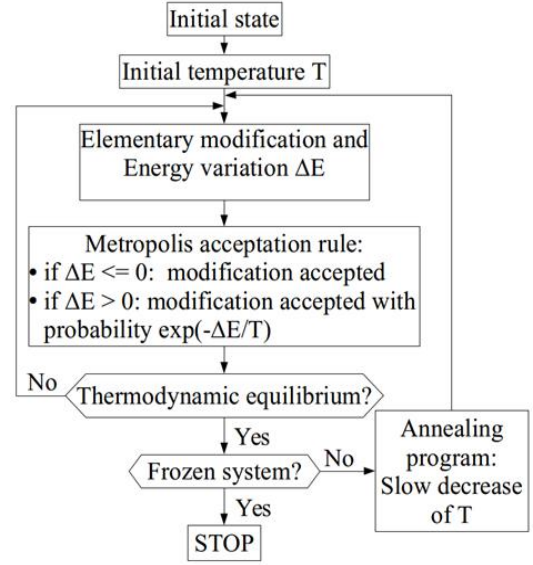 Initial state
Initial temperature T
Elementary modification and
Energy variation ΔE
Metropolis acceptation rule:
• if ΔE <= 0: modification accepted
• if ΔE > 0: modification accepted with
probability exp(-ΔE/T)
No
Thermodynamic equilibrium?
Yes
Frozen system?
No
Annealing
program:
Slow decrease
of T
Yes
STOP